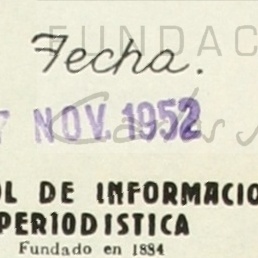 FUNDAC
Fecha.
7 NOV. 1952
OL DE INFORMACIO
PERIODISTICA
Fundado en 1884